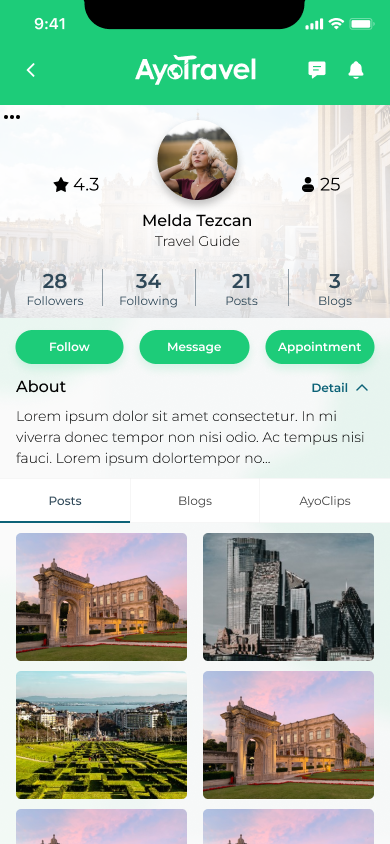 9:41
AyoTravel
4.3
25
Melda Tezcan
Travel Guide
28 34 21 3
Followers Following Posts Blogs
Follow Message Appointment
About Detail
Lorem ipsum dolor sit amet consectetur. In mi
viverra donec tempor non nisi odio. Ac tempus nisi
fauci. Lorem ipsum dolortempor no...
Posts Blogs AyoClips